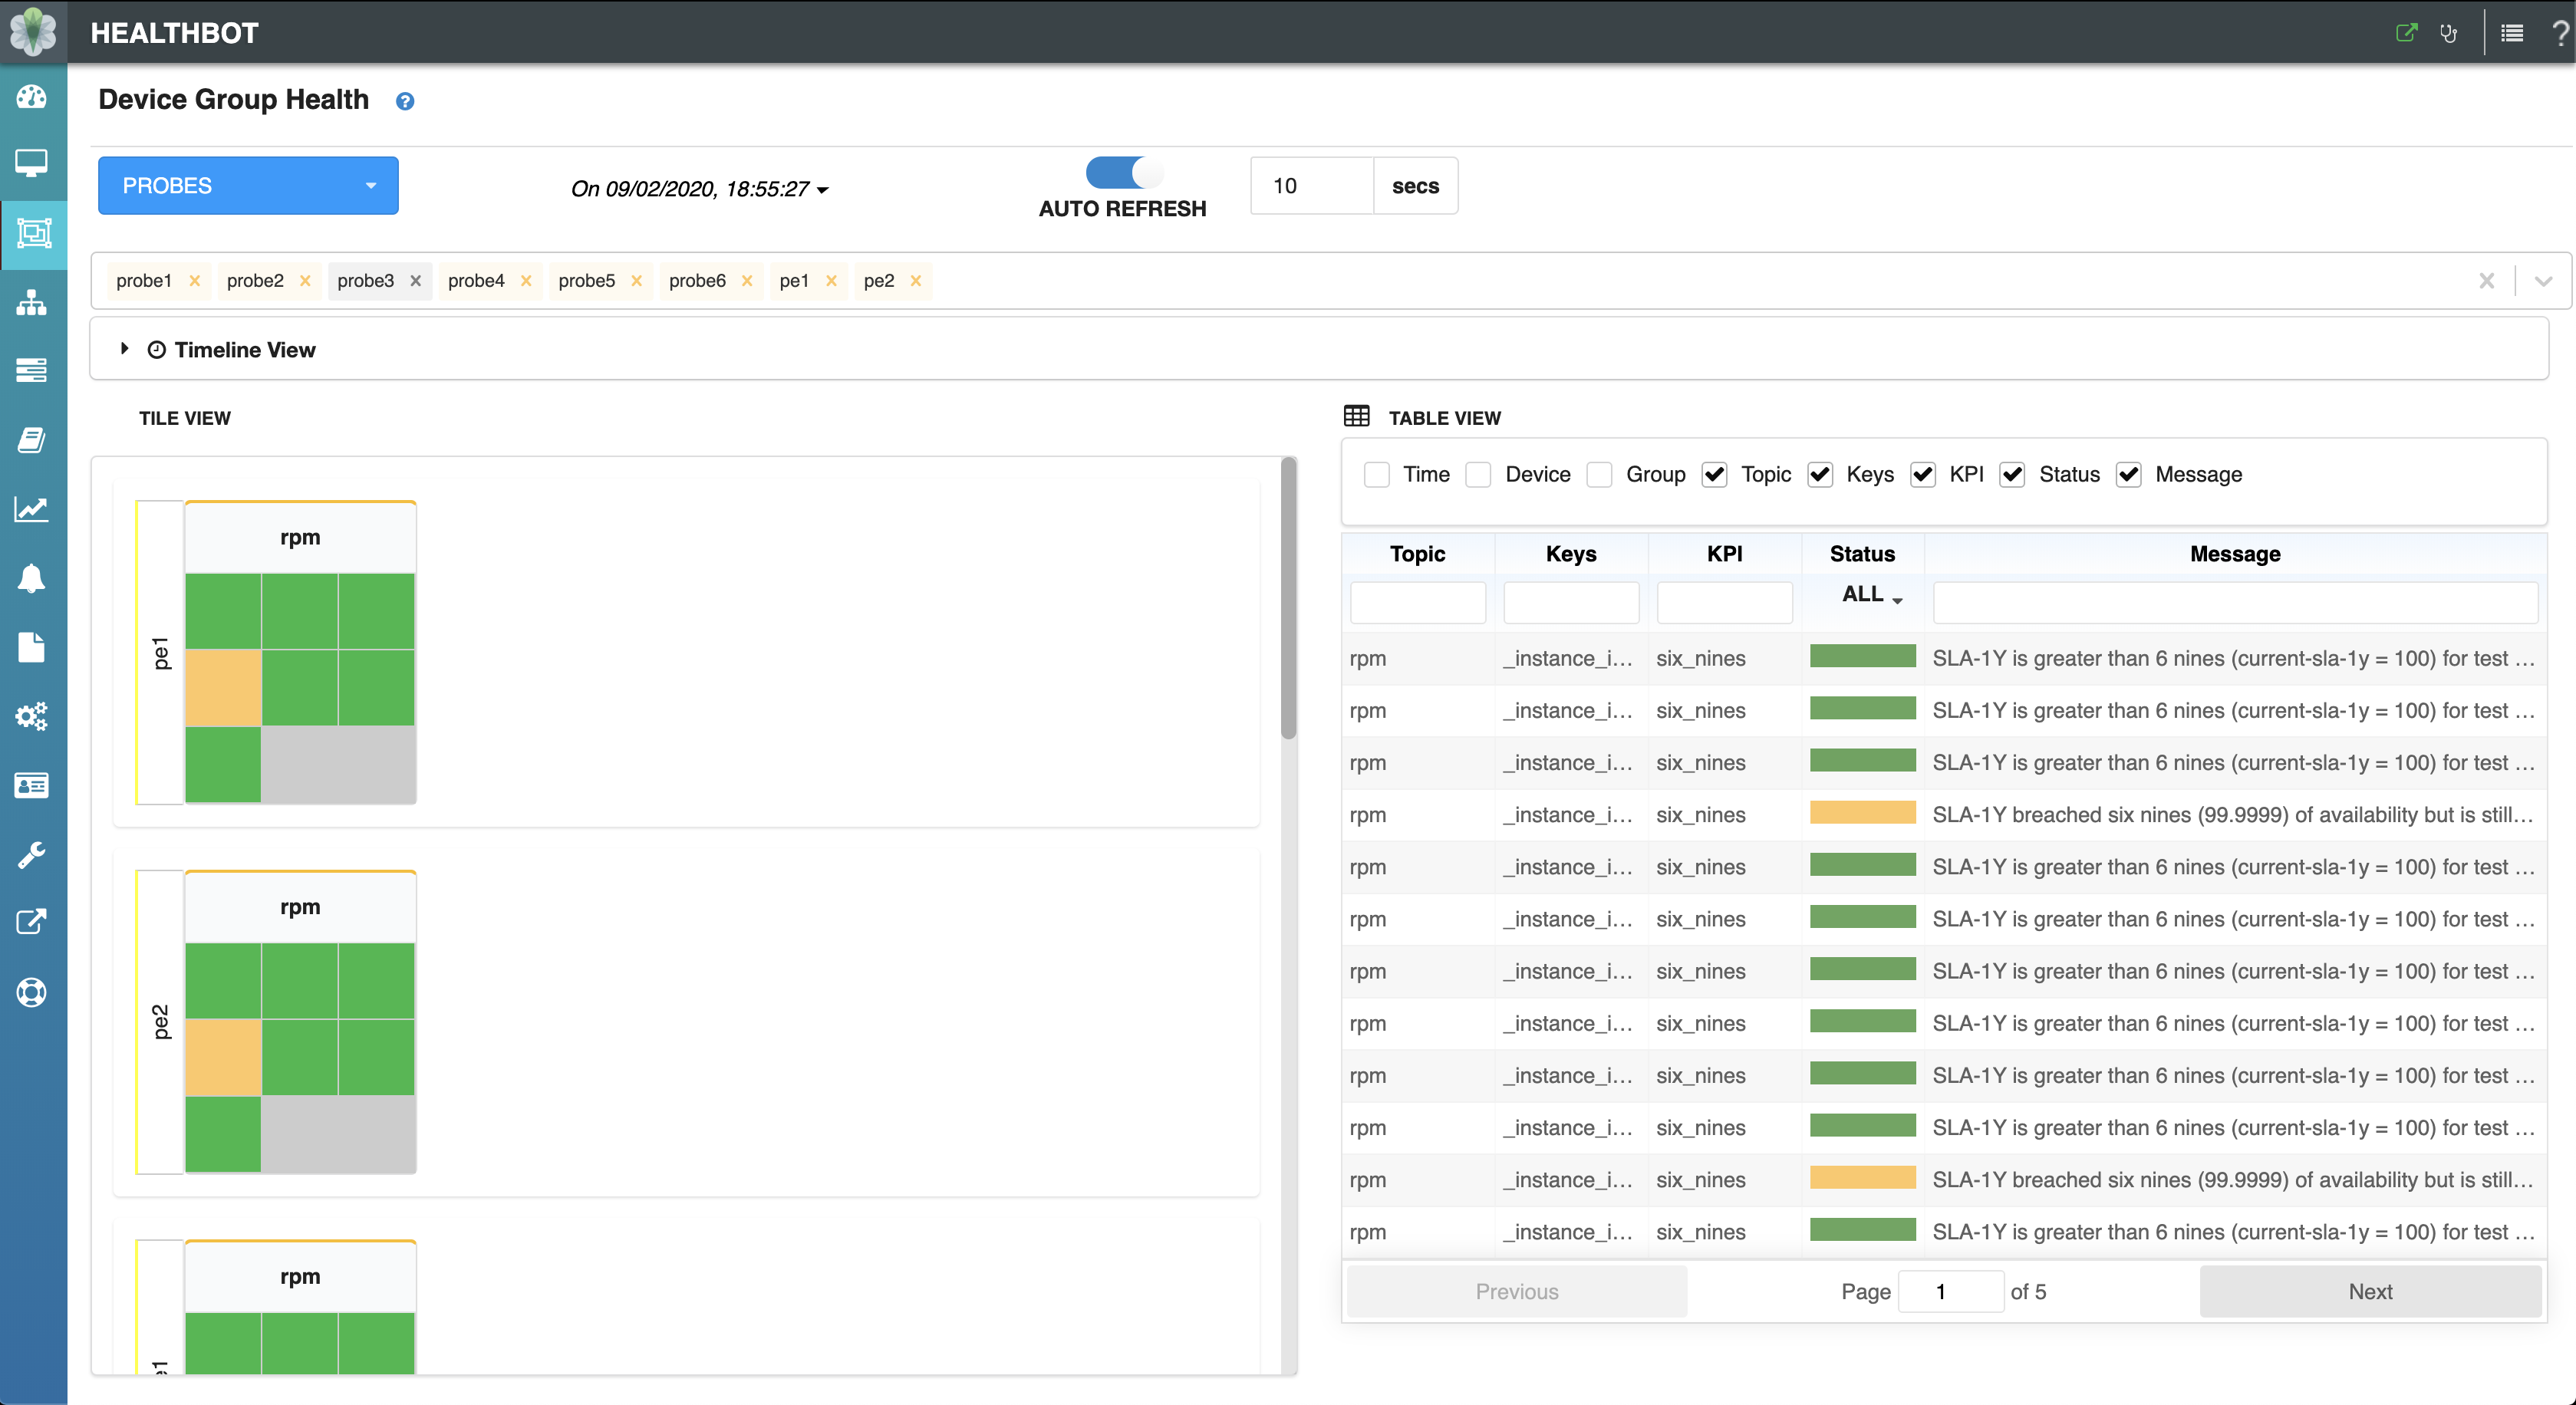 HEALTHBOT
?
Device Group Health ?
PROBES
On 09/02/2020, 18:55:27
AUTO REFRESH
10 secs
probe1 × probe2 × probe3 × probe4 × probe5 × probe6 × pe1 × pe2 ×
Timeline View
TILE VIEW
rpm
pe1
rpm
pe2
rpm
TABLE VIEW
Time Device Group Topic Keys KPI Status Message
Topic Keys KPI Status Message
ALL
rpm _instance_i... six_nines SLA-1Y is greater than 6 nines (current-sla-1y = 100) for test ...
rpm _instance_i... six_nines SLA-1Y is greater than 6 nines (current-sla-1y = 100) for test ...
rpm _instance_i... six_nines SLA-1Y is greater than 6 nines (current-sla-1y = 100) for test ...
rpm _instance_i... six_nines SLA-1Y breached six nines (99.9999) of availability but is still...
rpm _instance_i... six_nines SLA-1Y is greater than 6 nines (current-sla-1y = 100) for test ...
rpm _instance_i... six_nines SLA-1Y is greater than 6 nines (current-sla-1y = 100) for test ...
rpm _instance_i... six_nines SLA-1Y is greater than 6 nines (current-sla-1y = 100) for test ...
rpm _instance_i... six_nines SLA-1Y is greater than 6 nines (current-sla-1y = 100) for test ...
rpm _instance_i... six_nines SLA-1Y is greater than 6 nines (current-sla-1y = 100) for test ...
rpm _instance_i... six_nines SLA-1Y is greater than 6 nines (current-sla-1y = 100) for test ...
rpm _instance_i... six_nines SLA-1Y breached six nines (99.9999) of availability but is still...
rpm _instance_i... six_nines SLA-1Y is greater than 6 nines (current-sla-1y = 100) for test ...
Previous Page 1 of 5 Next